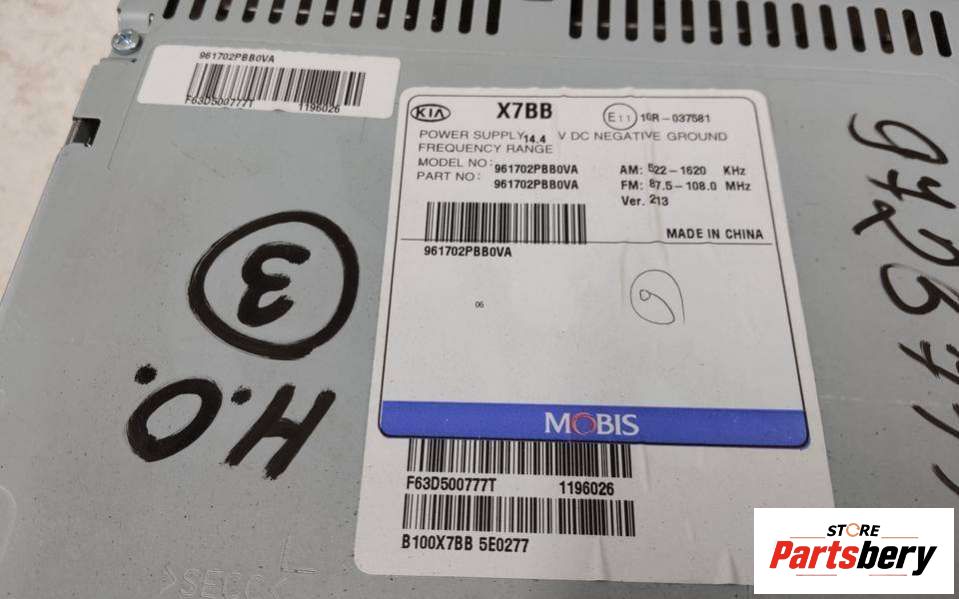 961702PBB0VA
F63D500777T 1196026
KIA X7BB E11 10R-037581
POWER SUPPLY 14.4 V DC NEGATIVE GROUND
FREQUENCY RANGE
MODEL NO: 961702PBB0VA AM: 522-1620 KHz
PART NO: 961702PBB0VA FM: 87.5-108.0 MHz
Ver. 213
MADE IN CHINA
961702PBB0VA
06
9
3
H.O.
MOBIS
F63D500777T 1196026
B100X7BB 5E0277
>SECC<
STORE
Partsbery